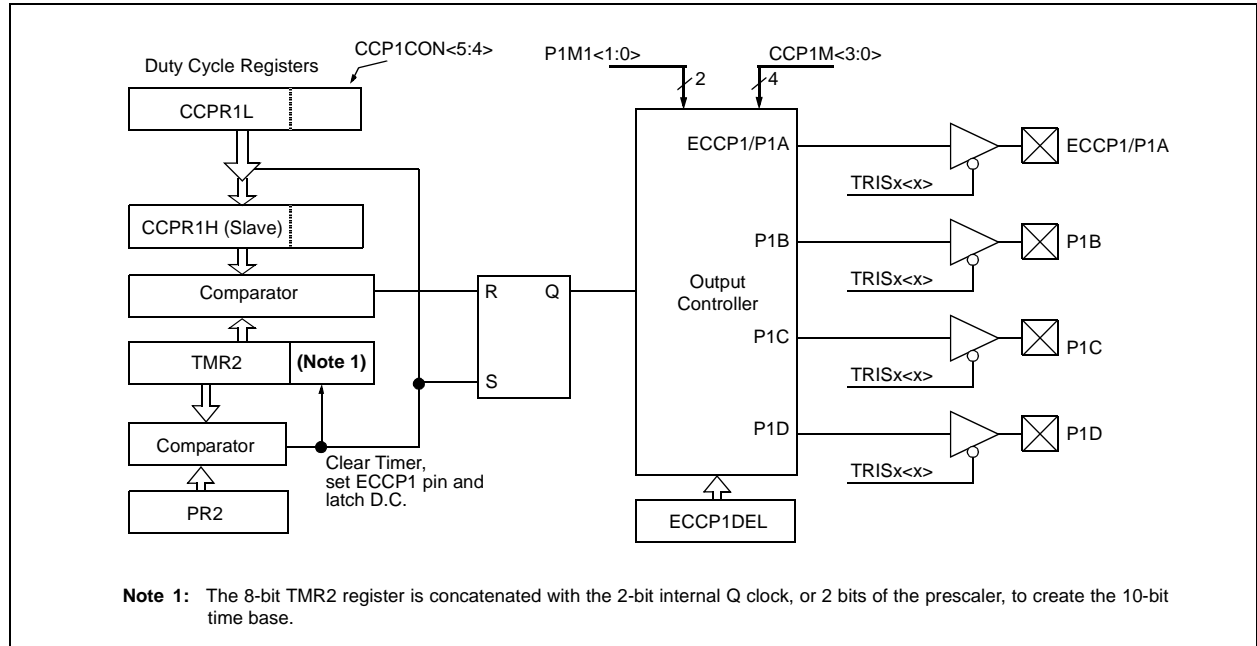 CCP1CON<5:4>
Duty Cycle Registers
CCPR1L
CCPR1H (Slave)
Comparator
TMR2
(Note 1)
Comparator
PR2
Clear Timer,
set ECCP1 pin and
latch D.C.
R
Q
S
P1M1<1:0>
2
CCP1M<3:0>
4
ECCP1/P1A
P1B
Output
Controller
P1C
P1D
ECCP1DEL
TRISx<x>
ECCP1/P1A
TRISx<x>
P1B
TRISx<x>
P1C
TRISx<x>
P1D
Note 1: The 8-bit TMR2 register is concatenated with the 2-bit internal Q clock, or 2 bits of the prescaler, to create the 10-bit
time base.